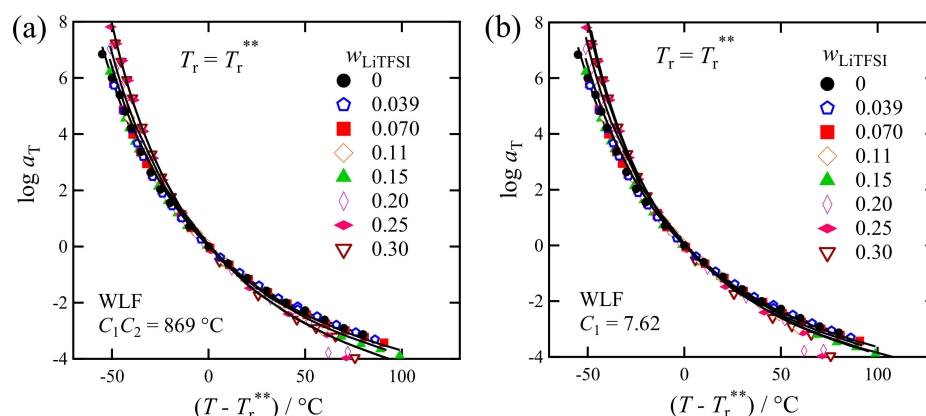 (a)
8
6
4
2
0
-2
-4
log a_T
T_r = T_r^**
w_LiTFSI
0
0.039
0.070
0.11
0.15
0.20
0.25
0.30
WLF
C_1C_2 = 869 °C
-50 0 50 100
(T - T_r^**) / °C
(b)
8
6
4
2
0
-2
-4
log a_T
T_r = T_r^**
w_LiTFSI
0
0.039
0.070
0.11
0.15
0.20
0.25
0.30
WLF
C_1 = 7.62
-50 0 50 100
(T - T_r^**) / °C